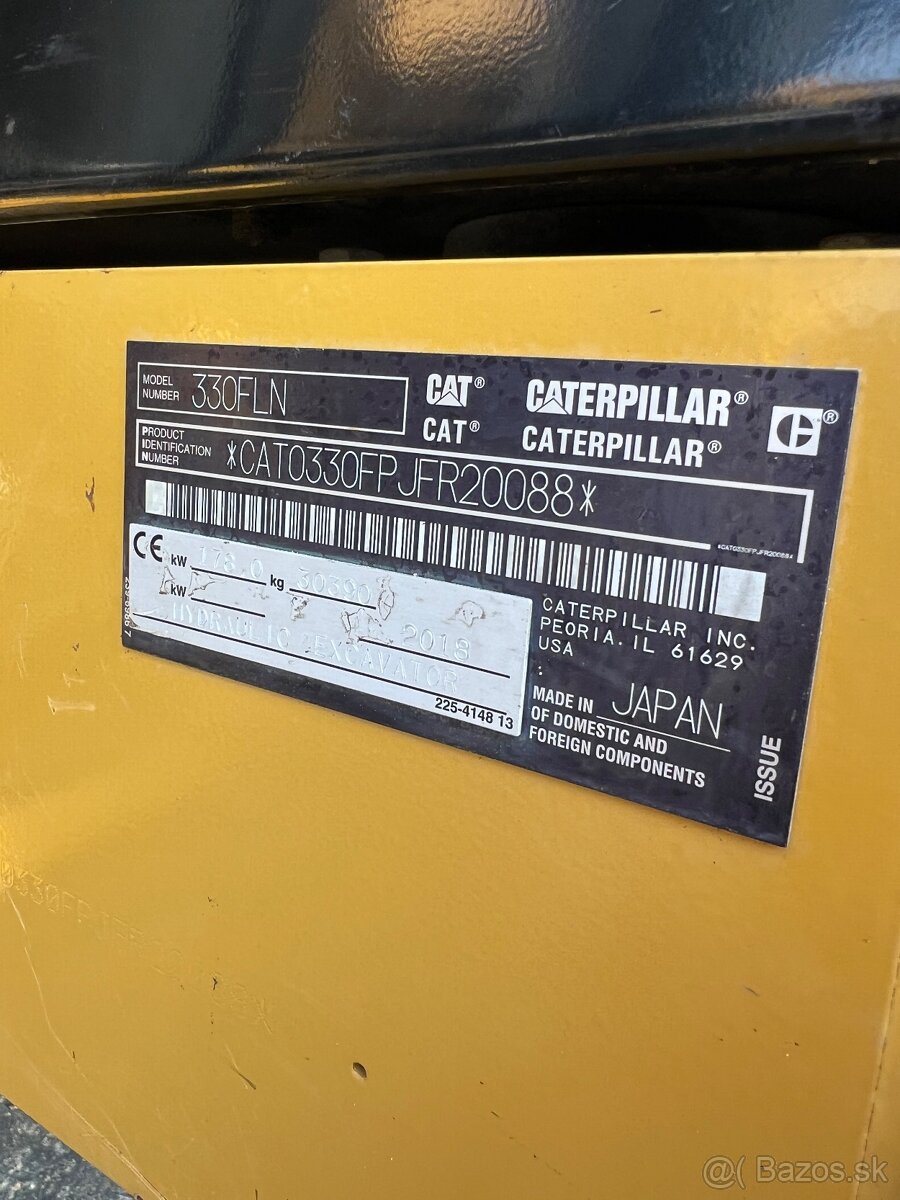 MODEL NUMBER 330FLN
CAT® CATERPILLAR®
CAT® CATERPILLAR®
PRODUCT IDENTIFICATION NUMBER *CAT0330FPJFR20088*
*CAT0330FPJFR20088*
CE kW 178.0 kg 30390
kW 2018
HYDRAULIC EXCAVATOR
225-4148 13
CATERPILLAR INC.
PEORIA, IL 61629
USA
MADE IN JAPAN
OF DOMESTIC AND
FOREIGN COMPONENTS
ISSUE
@( Bazos.sk